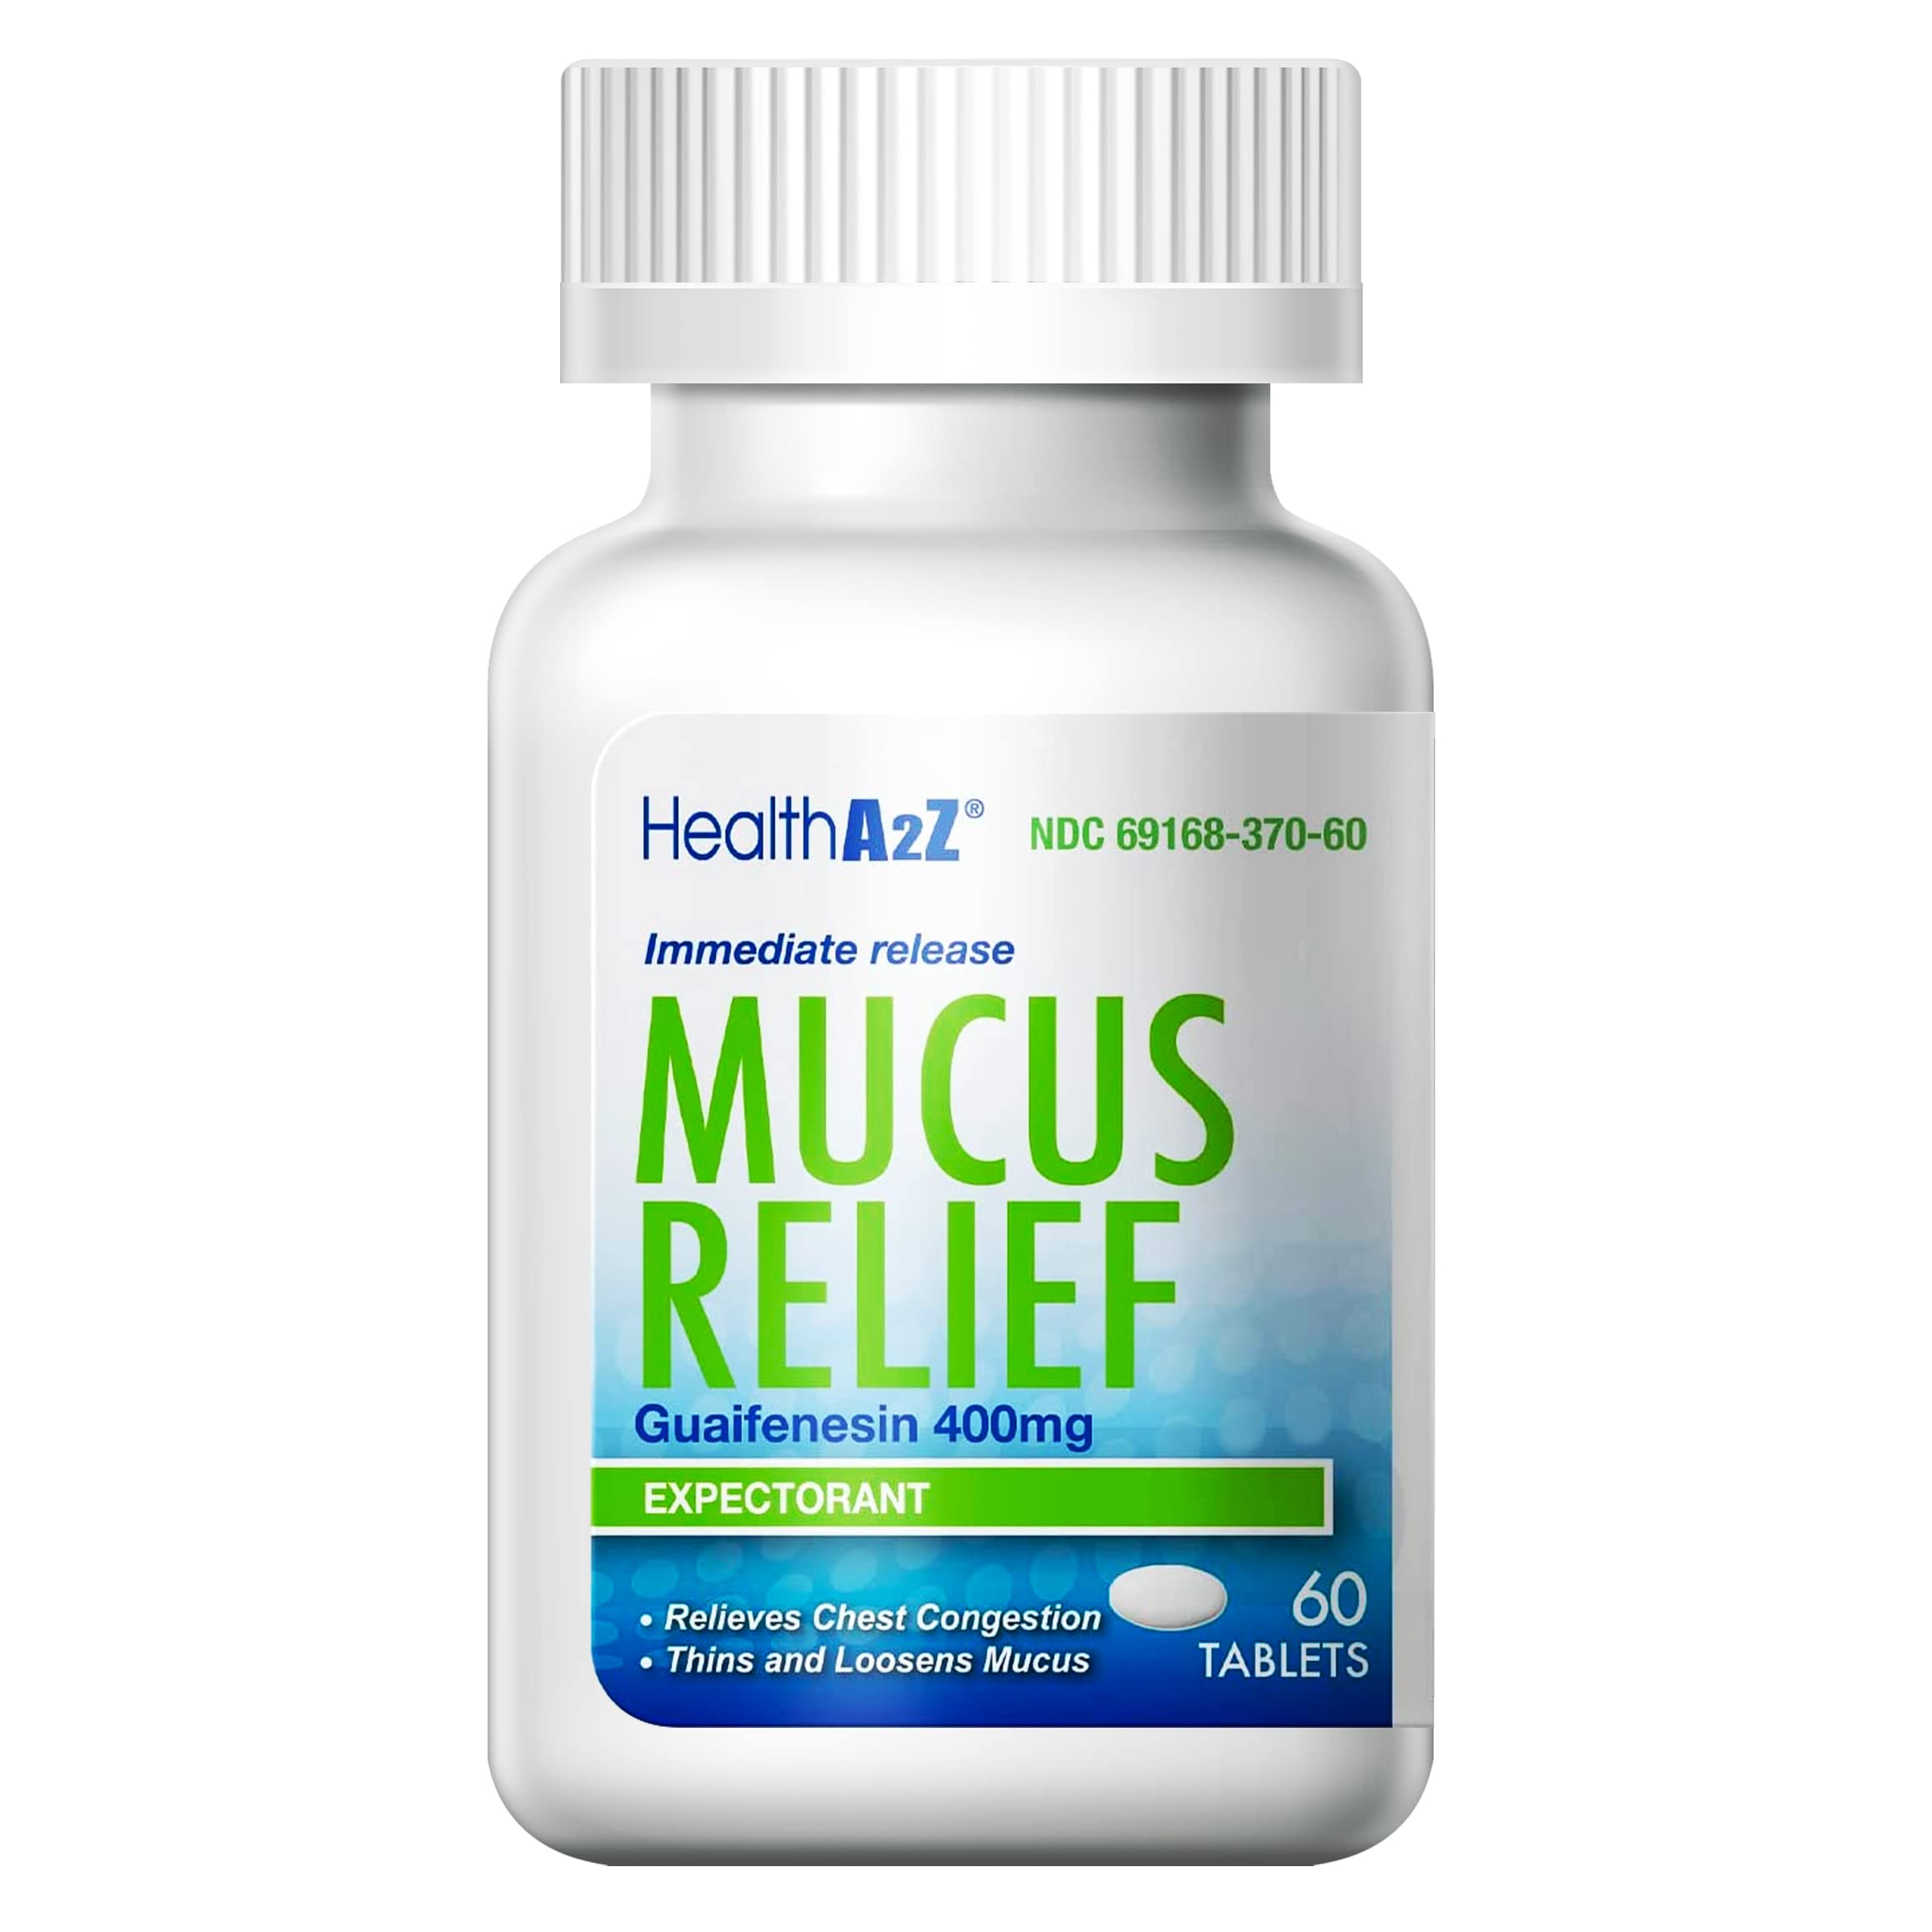 HealthA2Z® NDC 69168-370-60
Immediate release
MUCUS
RELIEF
Guaifenesin 400mg
EXPECTORANT
• Relieves Chest Congestion
• Thins and Loosens Mucus
60
TABLETS